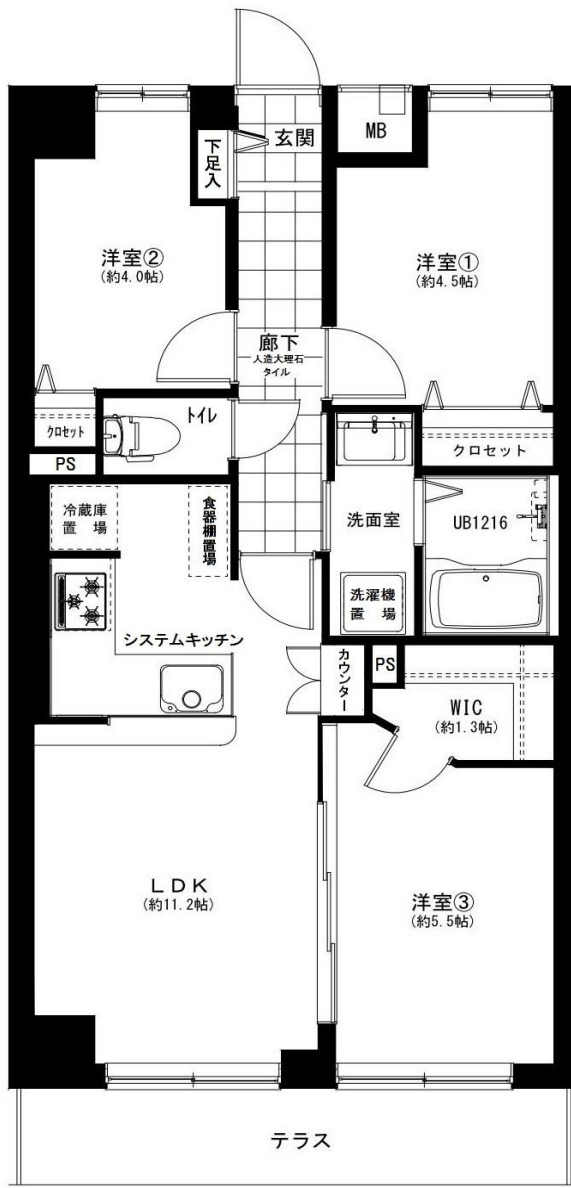 玄関
下足入
MB
洋室②
(約4.0帖)
洋室①
(約4.5帖)
廊下
人造大理石
タイル
クロゼット
トイレ
クロゼット
PS
冷蔵庫
置場
食器棚置場
洗面室
UB1216
洗濯機
置場
システムキッチン
カウンター
PS
WIC
(約1.3帖)
LDK
(約11.2帖)
洋室③
(約5.5帖)
テラス